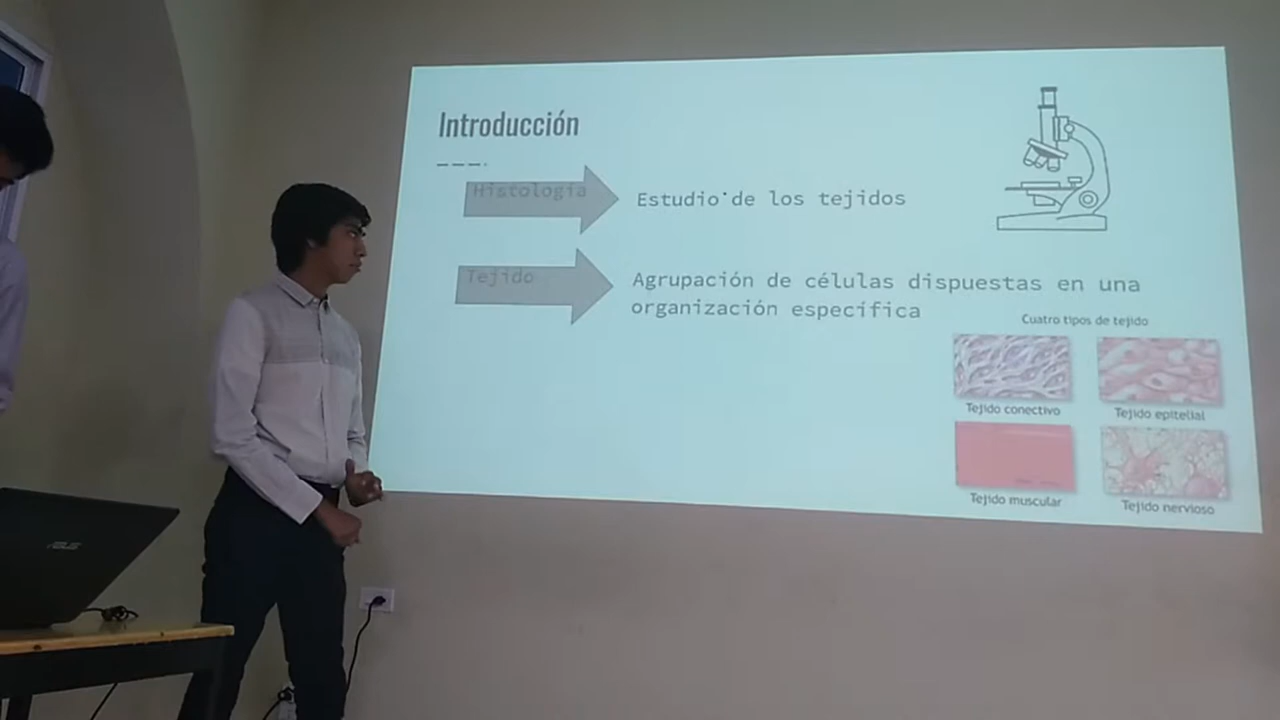 Introducción
Histología
Estudio de los tejidos
Tejido
Agrupación de células dispuestas en una
organización específica
Cuatro tipos de tejido
Tejido conectivo
Tejido epitelial
Tejido muscular
Tejido nervioso
ASUS